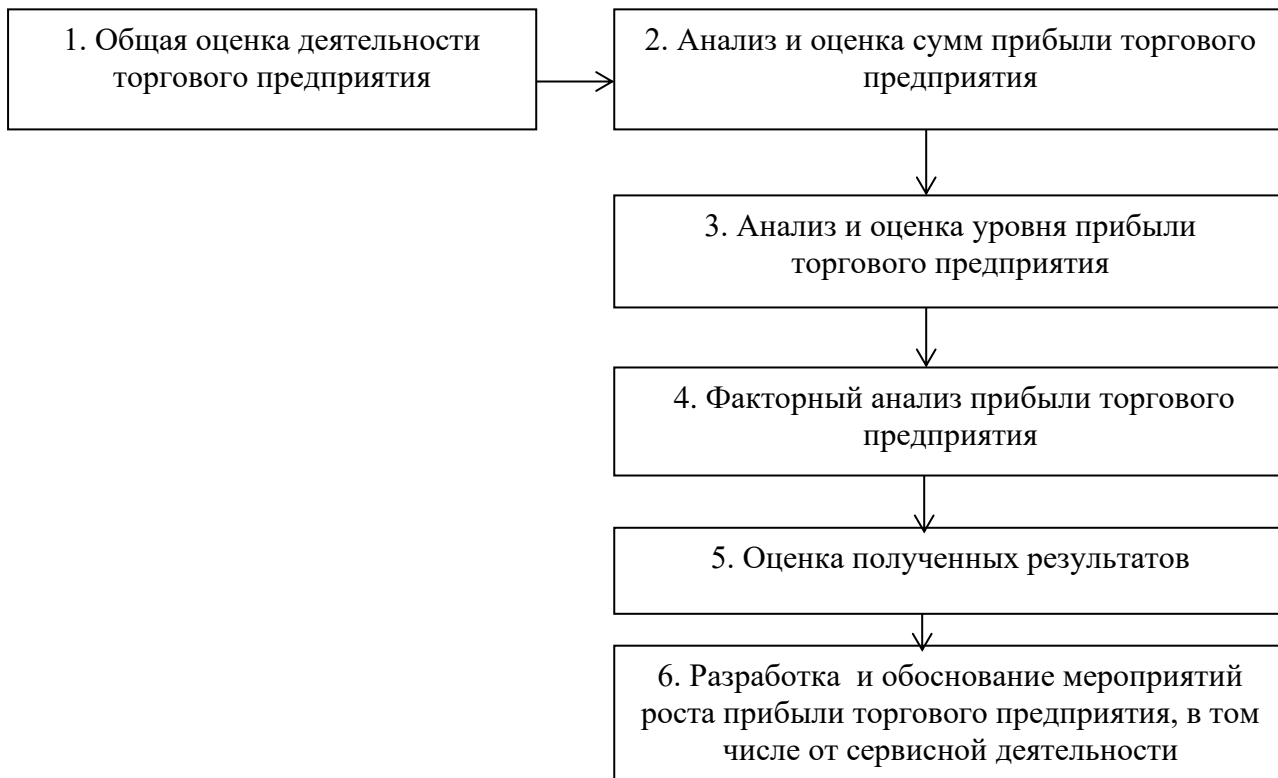 1. Общая оценка деятельности
торгового предприятия
2. Анализ и оценка сумм прибыли торгового
предприятия
3. Анализ и оценка уровня прибыли
торгового предприятия
4. Факторный анализ прибыли торгового
предприятия
5. Оценка полученных результатов
6. Разработка  и обоснование мероприятий
роста прибыли торгового предприятия, в том
числе от сервисной деятельности